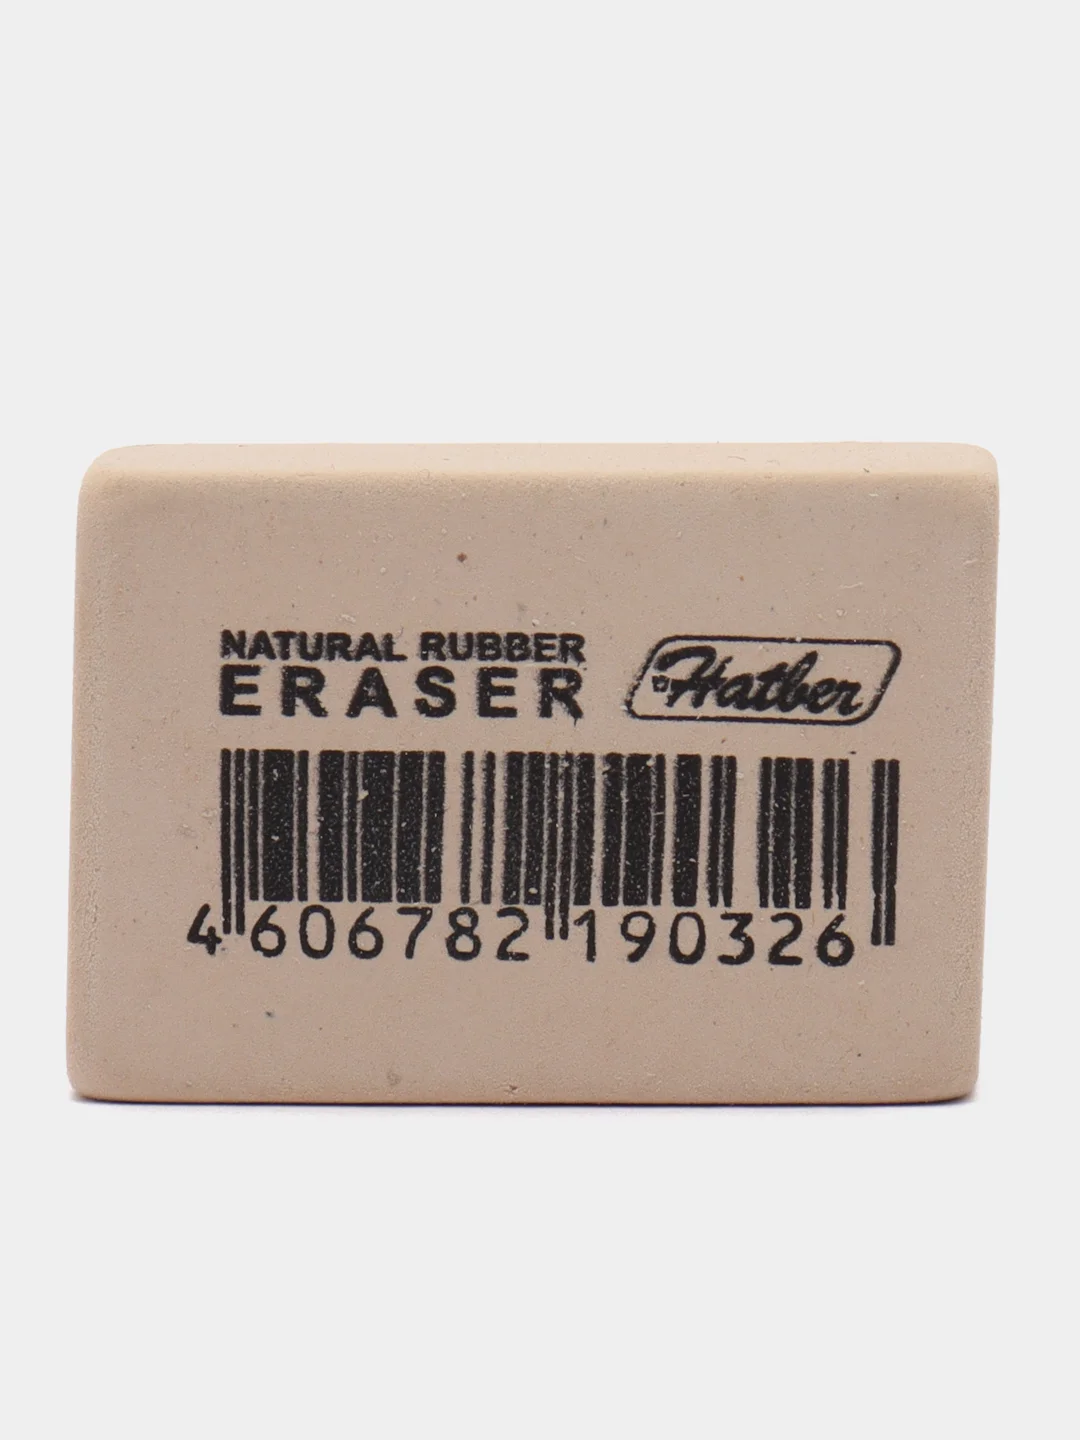 NATURAL RUBBER
ERASER
Hatber
4 606782 190326